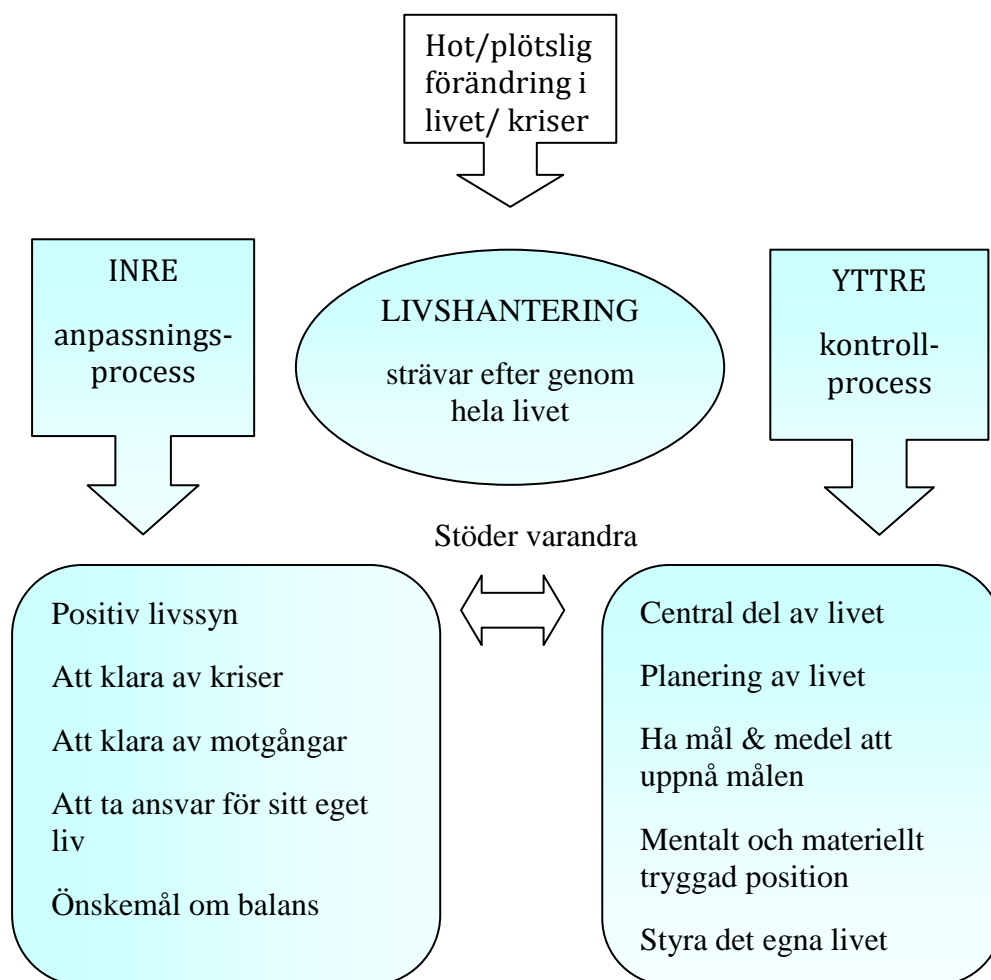 Hot/plötslig
förändring i
livet/ kriser
INRE
anpassnings-
process
LIVSHANTERING
strävar efter genom
hela livet
YTTRE
kontroll-
process
Stöder varandra
Positiv livssyn
Att klara av kriser
Att klara av motgångar
Att ta ansvar för sitt eget
liv
Önskemål om balans
Central del av livet
Planering av livet
Ha mål & medel att
uppnå målen
Mentalt och materiellt
tryggad position
Styra det egna livet